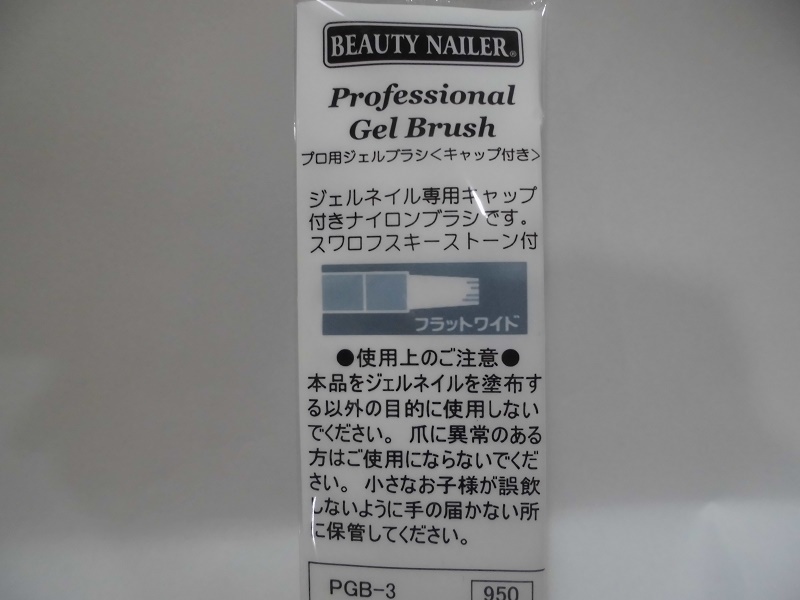 BEAUTY NAILER®
Professional
Gel Brush
プロ用ジェルブラシ<キャップ付き>
ジェルネイル専用キャップ
付きナイロンブラシです。
スワロフスキーストーン付
フラットワイド
●使用上のご注意●
本品をジェルネイルを塗布す
る以外の目的に使用しない
でください。爪に異常のある
方はご使用にならないでくだ
さい。小さなお子様が誤飲
しないように手の届かない所
に保管してください。
PGB-3
950